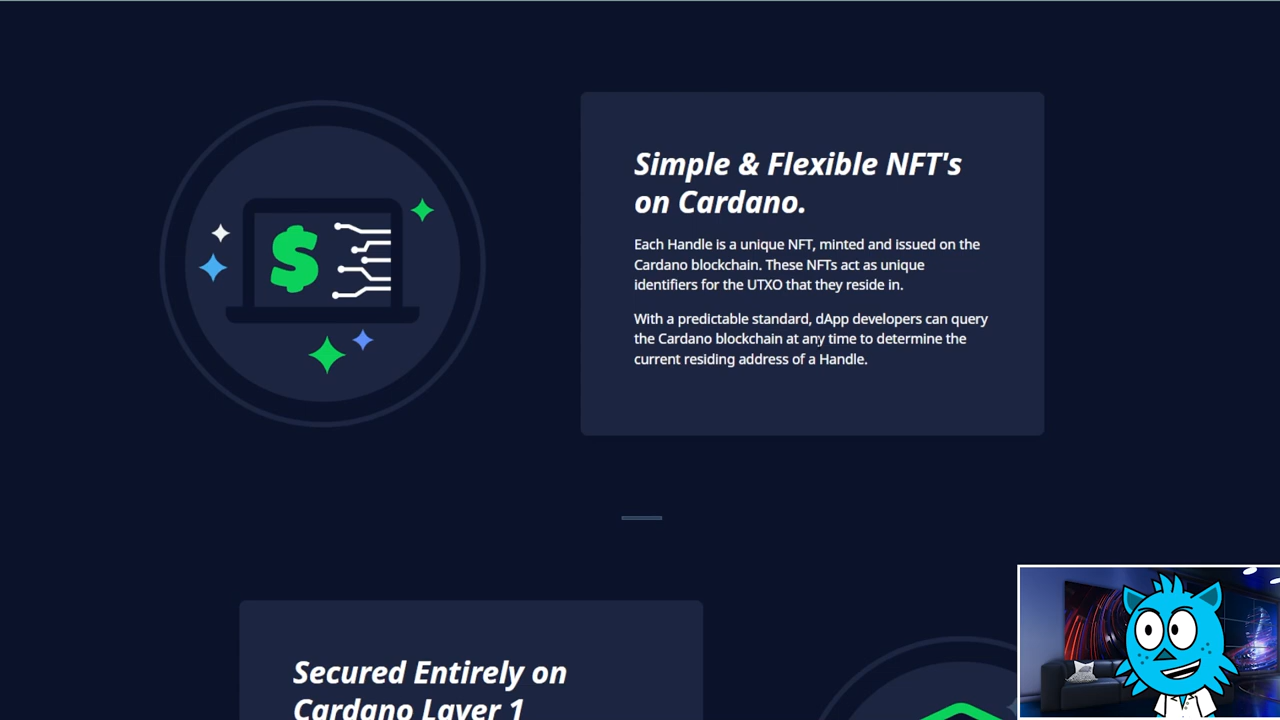 Simple & Flexible NFT's
on Cardano.
Each Handle is a unique NFT, minted and issued on the
Cardano blockchain. These NFTs act as unique
identifiers for the UTXO that they reside in.
With a predictable standard, dApp developers can query
the Cardano blockchain at any time to determine the
current residing address of a Handle.
$
Secured Entirely on
Cardano Layer 1